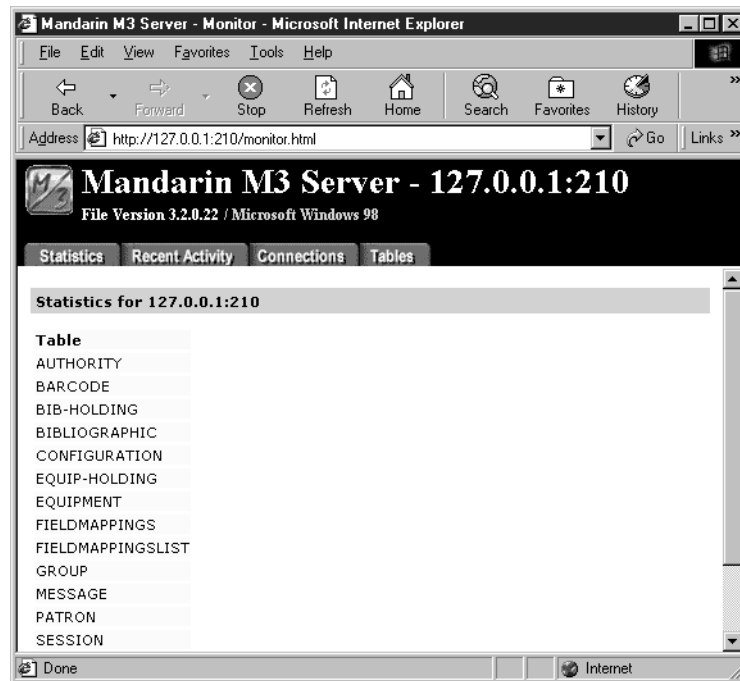 Mandarin M3 Server - Monitor - Microsoft Internet Explorer
File Edit View Favorites Tools Help
Back Forward Stop Refresh Home Search Favorites History »
Address http://127.0.0.1:210/monitor.html Go Links »
M3 Mandarin M3 Server - 127.0.0.1:210
File Version 3.2.0.22 / Microsoft Windows 98
Statistics Recent Activity Connections Tables
Statistics for 127.0.0.1:210
Table
AUTHORITY
BARCODE
BIB-HOLDING
BIBLIOGRAPHIC
CONFIGURATION
EQUIP-HOLDING
EQUIPMENT
FIELDMAPPINGS
FIELDMAPPINGSLIST
GROUP
MESSAGE
PATRON
SESSION
Done Internet